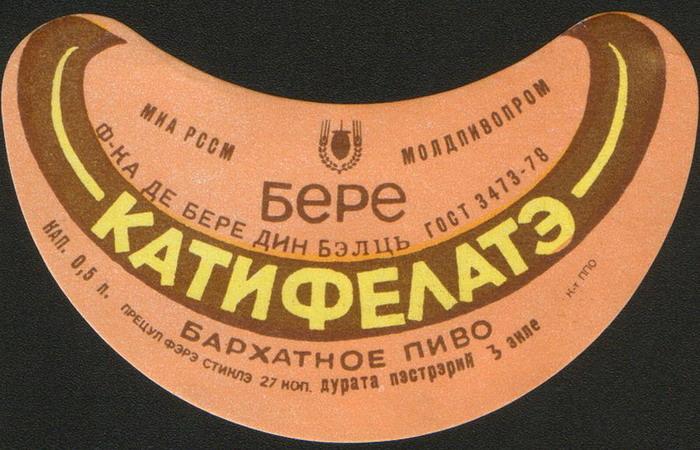 МИА РССМ
МОЛДПИВОПРОМ
Бере
Ф-КА ДЕ БЕРЕ ДИН БЭЛЦЬ ГОСТ 3473-78
КАТИФЕЛАТЭ
БАРХАТНОЕ ПИВО
КАП. 0,5 л. ПРЕЦУЛ ФЭРЭ СТИКЛЭ 27 коп. дурата пэстрэрий 3 зиле
К-т ППО